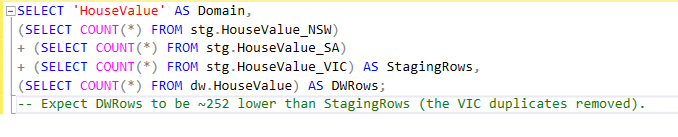 SELECT 'HouseValue' AS Domain,
(SELECT COUNT(*) FROM stg.HouseValue_NSW)
+ (SELECT COUNT(*) FROM stg.HouseValue_SA)
+ (SELECT COUNT(*) FROM stg.HouseValue_VIC) AS StagingRows,
(SELECT COUNT(*) FROM dw.HouseValue) AS DWRows;
-- Expect DWRows to be ~252 lower than StagingRows (the VIC duplicates removed).